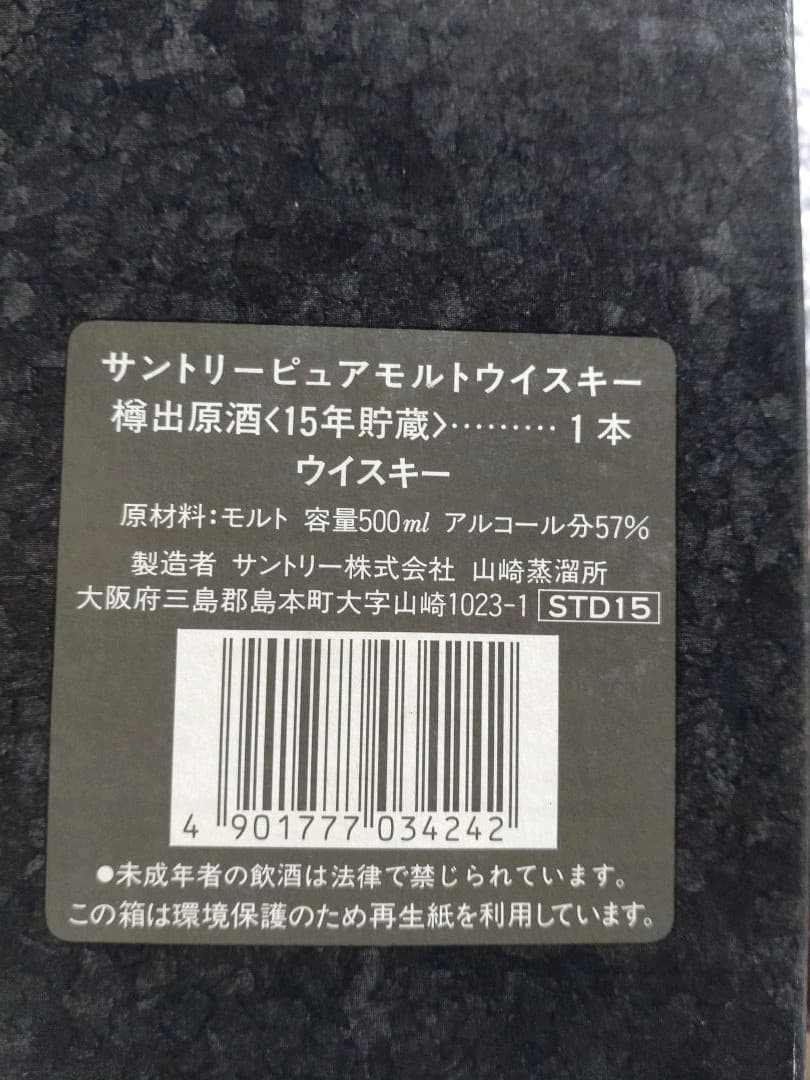 サントリーピュアモルトウイスキー
樽出原酒〈15年貯蔵〉………1本
ウイスキー
原材料：モルト 容量500ml アルコール分57%
製造者 サントリー株式会社 山崎蒸溜所
大阪府三島郡島本町大字山崎1023-1 STD15
4 901777 034242
●未成年者の飲酒は法律で禁じられています。
この箱は環境保護のため再生紙を利用しています。